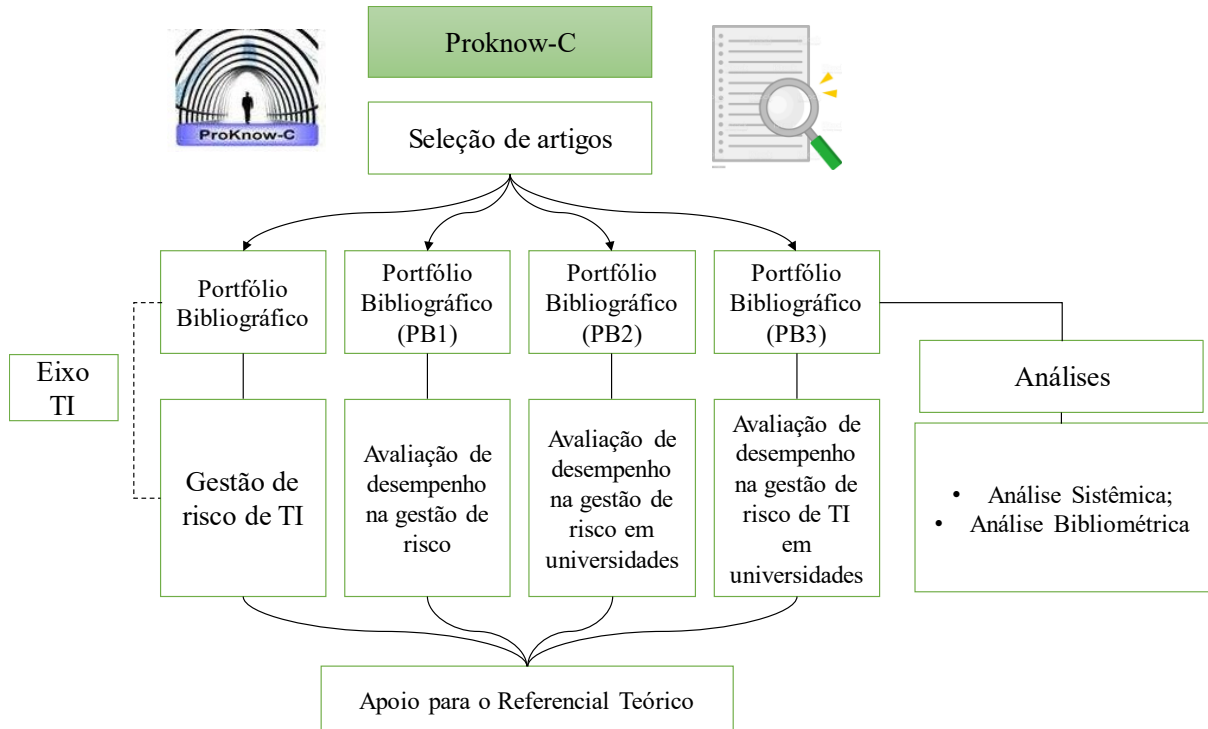 Proknow-C
ProKnow-C
Seleção de artigos
Portfólio
Bibliográfico
Portfólio
Bibliográfico
(PB1)
Portfólio
Bibliográfico
(PB2)
Portfólio
Bibliográfico
(PB3)
Eixo
TI
Análises
Gestão de
risco de TI
Avaliação de
desempenho
na gestão de
risco
Avaliação de
desempenho
na gestão de
risco em
universidades
Avaliação de
desempenho
na gestão de
risco de TI
em
universidades
• Análise Sistêmica;
• Análise Bibliométrica
Apoio para o Referencial Teórico